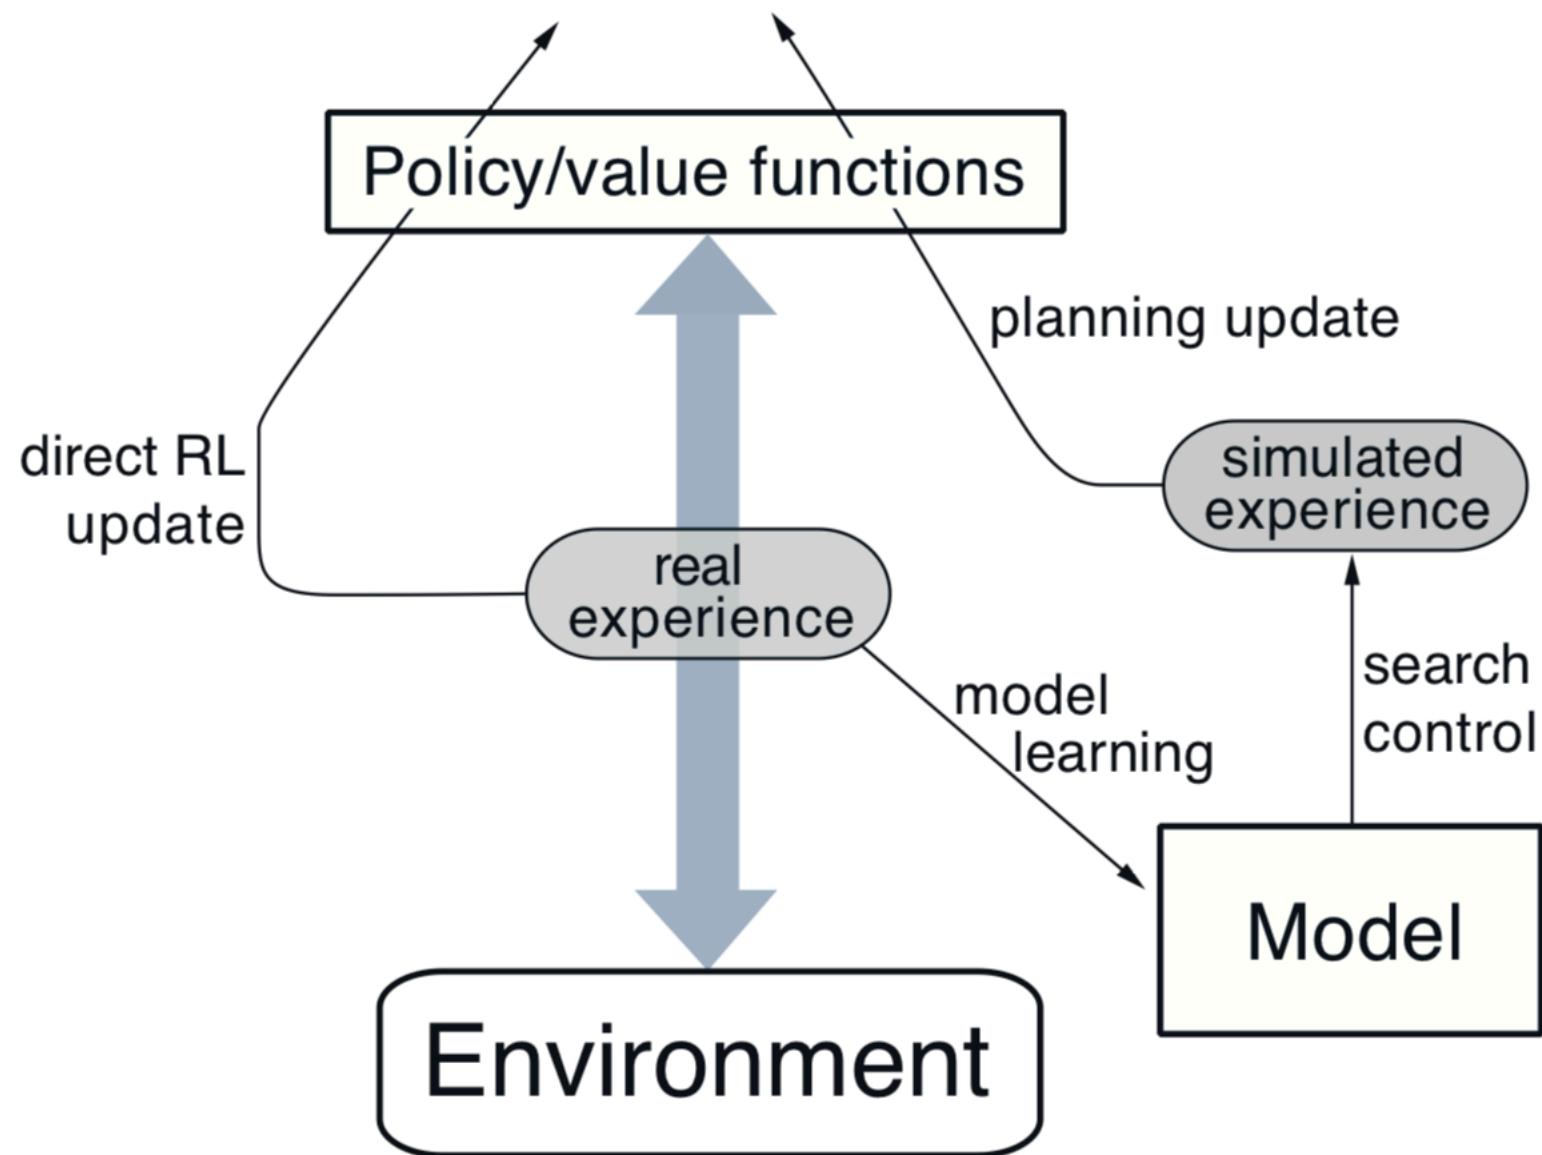 Policy/value functions
planning update
direct RL
update
simulated
experience
real
experience
model
learning
search
control
Model
Environment